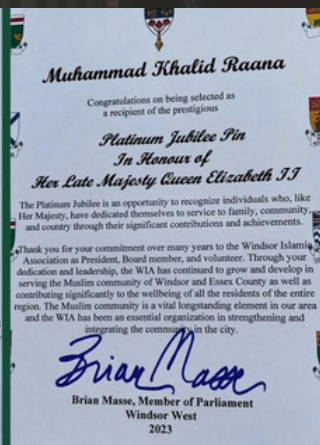 Muhammad Khalid Raana
Congratulations on being selected as
a recipient of the prestigious
Platinum Jubilee Pin
In Honour of
Her Late Majesty Queen Elizabeth II
The Platinum Jubilee is an opportunity to recognize individuals who, like
Her Majesty, have dedicated themselves to service to family, community
and country through their significant contributions and achievements.
Thank you for your commitment over many years to the Windsor Islamic
Association as President, Board member, and volunteer. Through your
dedication and leadership, the WIA has continued to grow and develop in
serving the Muslim community of Windsor and Essex County as well as
contributing significantly to the wellbeing of all the residents of the entire
region. The Muslim community is a vital longstanding element in our area
and the WIA has been an essential organization in strengthening and
integrating the community in the city.
Brian Masse
Brian Masse, Member of Parliament
Windsor West
2023